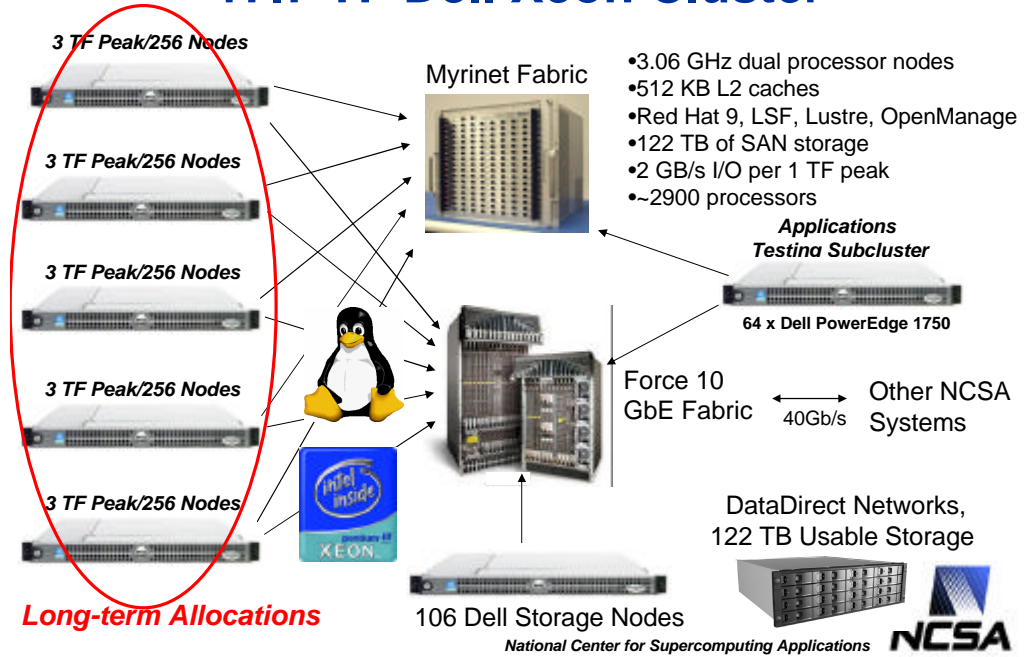 Dell Xeon Cluster
3 TF Peak/256 Nodes
Myrinet Fabric
•3.06 GHz dual processor nodes
•512 KB L2 caches
•Red Hat 9, LSF, Lustre, OpenManage
•122 TB of SAN storage
•2 GB/s I/O per 1 TF peak
•~2900 processors
3 TF Peak/256 Nodes
Applications
Testing Subcluster
3 TF Peak/256 Nodes
64 x Dell PowerEdge 1750
3 TF Peak/256 Nodes
Force 10
GbE Fabric
40Gb/s
Other NCSA
Systems
intel
inside
XEON
3 TF Peak/256 Nodes
DataDirect Networks,
122 TB Usable Storage
Long-term Allocations
106 Dell Storage Nodes
National Center for Supercomputing Applications
NCSA